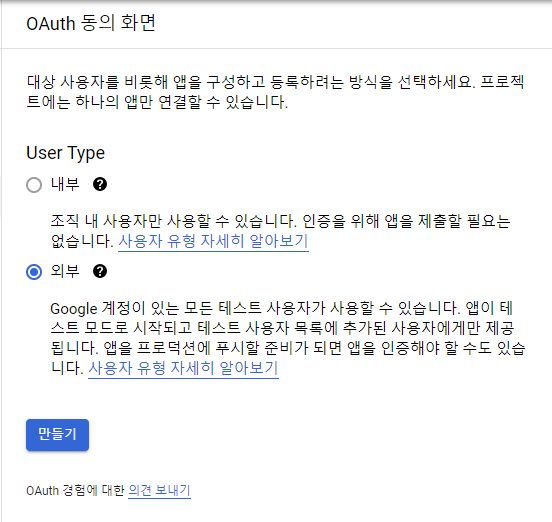 OAuth 동의 화면
대상 사용자를 비롯해 앱을 구성하고 등록하려는 방식을 선택하세요. 프로젝
트에는 하나의 앱만 연결할 수 있습니다.
User Type
내부
조직 내 사용자만 사용할 수 있습니다. 인증을 위해 앱을 제출할 필요는
없습니다. 사용자 유형 자세히 알아보기
외부
Google 계정이 있는 모든 테스트 사용자가 사용할 수 있습니다. 앱이 테
스트 모드로 시작되고 테스트 사용자 목록에 추가된 사용자에게만 제공
됩니다. 앱을 프로덕션에 푸시할 준비가 되면 앱을 인증해야 할 수도 있습
니다. 사용자 유형 자세히 알아보기
만들기
OAuth 경험에 대한 의견 보내기